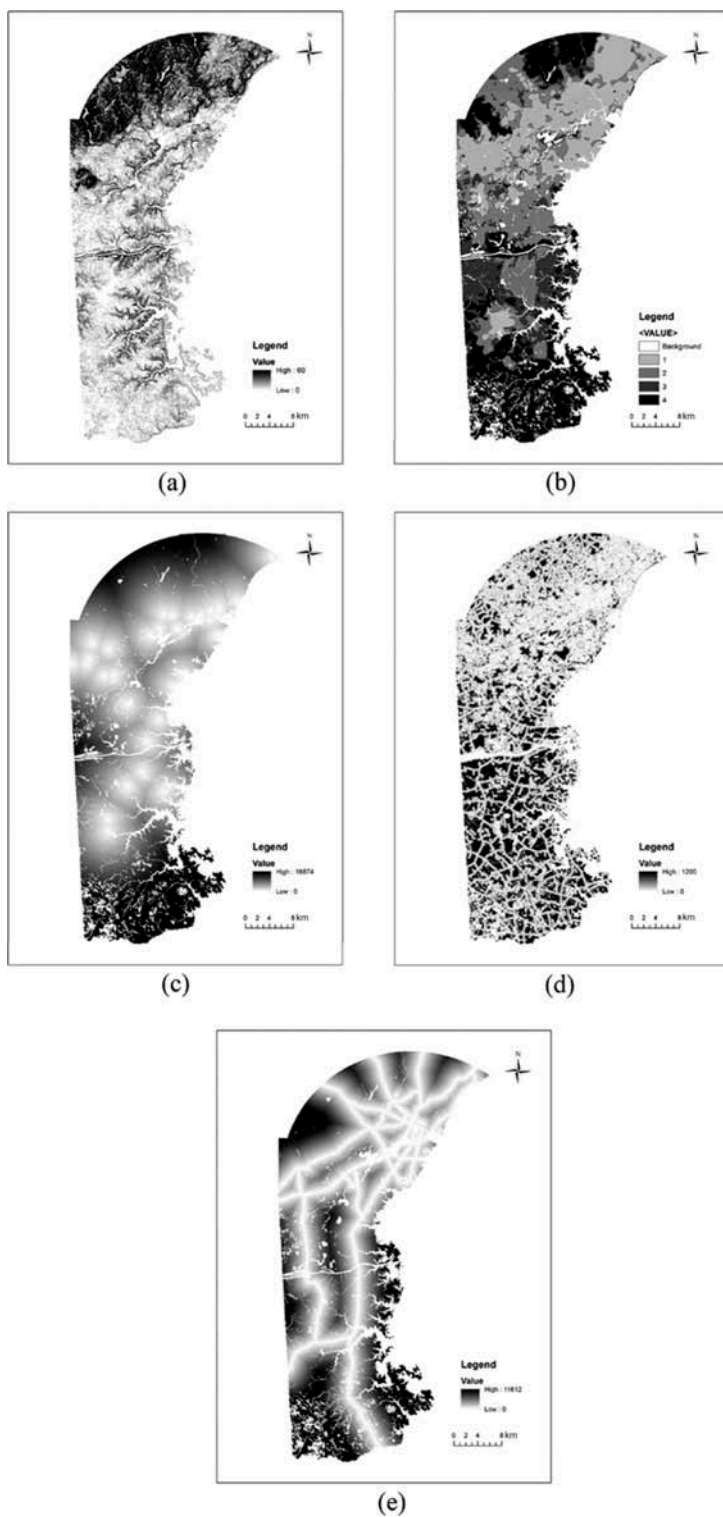 N
Legend
Value
High : 60
Low : 0
0 2 4 8 km
(a)
N
Legend
<VALUE>
Background
1
2
3
4
0 2 4 8 km
(b)
N
Legend
Value
Low : 0
0 2 4 8 km
(c)
N
Legend
Value
High : 1200
Low : 0
0 2 4 8 km
(d)
N
Legend
Value
High : 11612
Low : 0
0 2 4 8 km
(e)